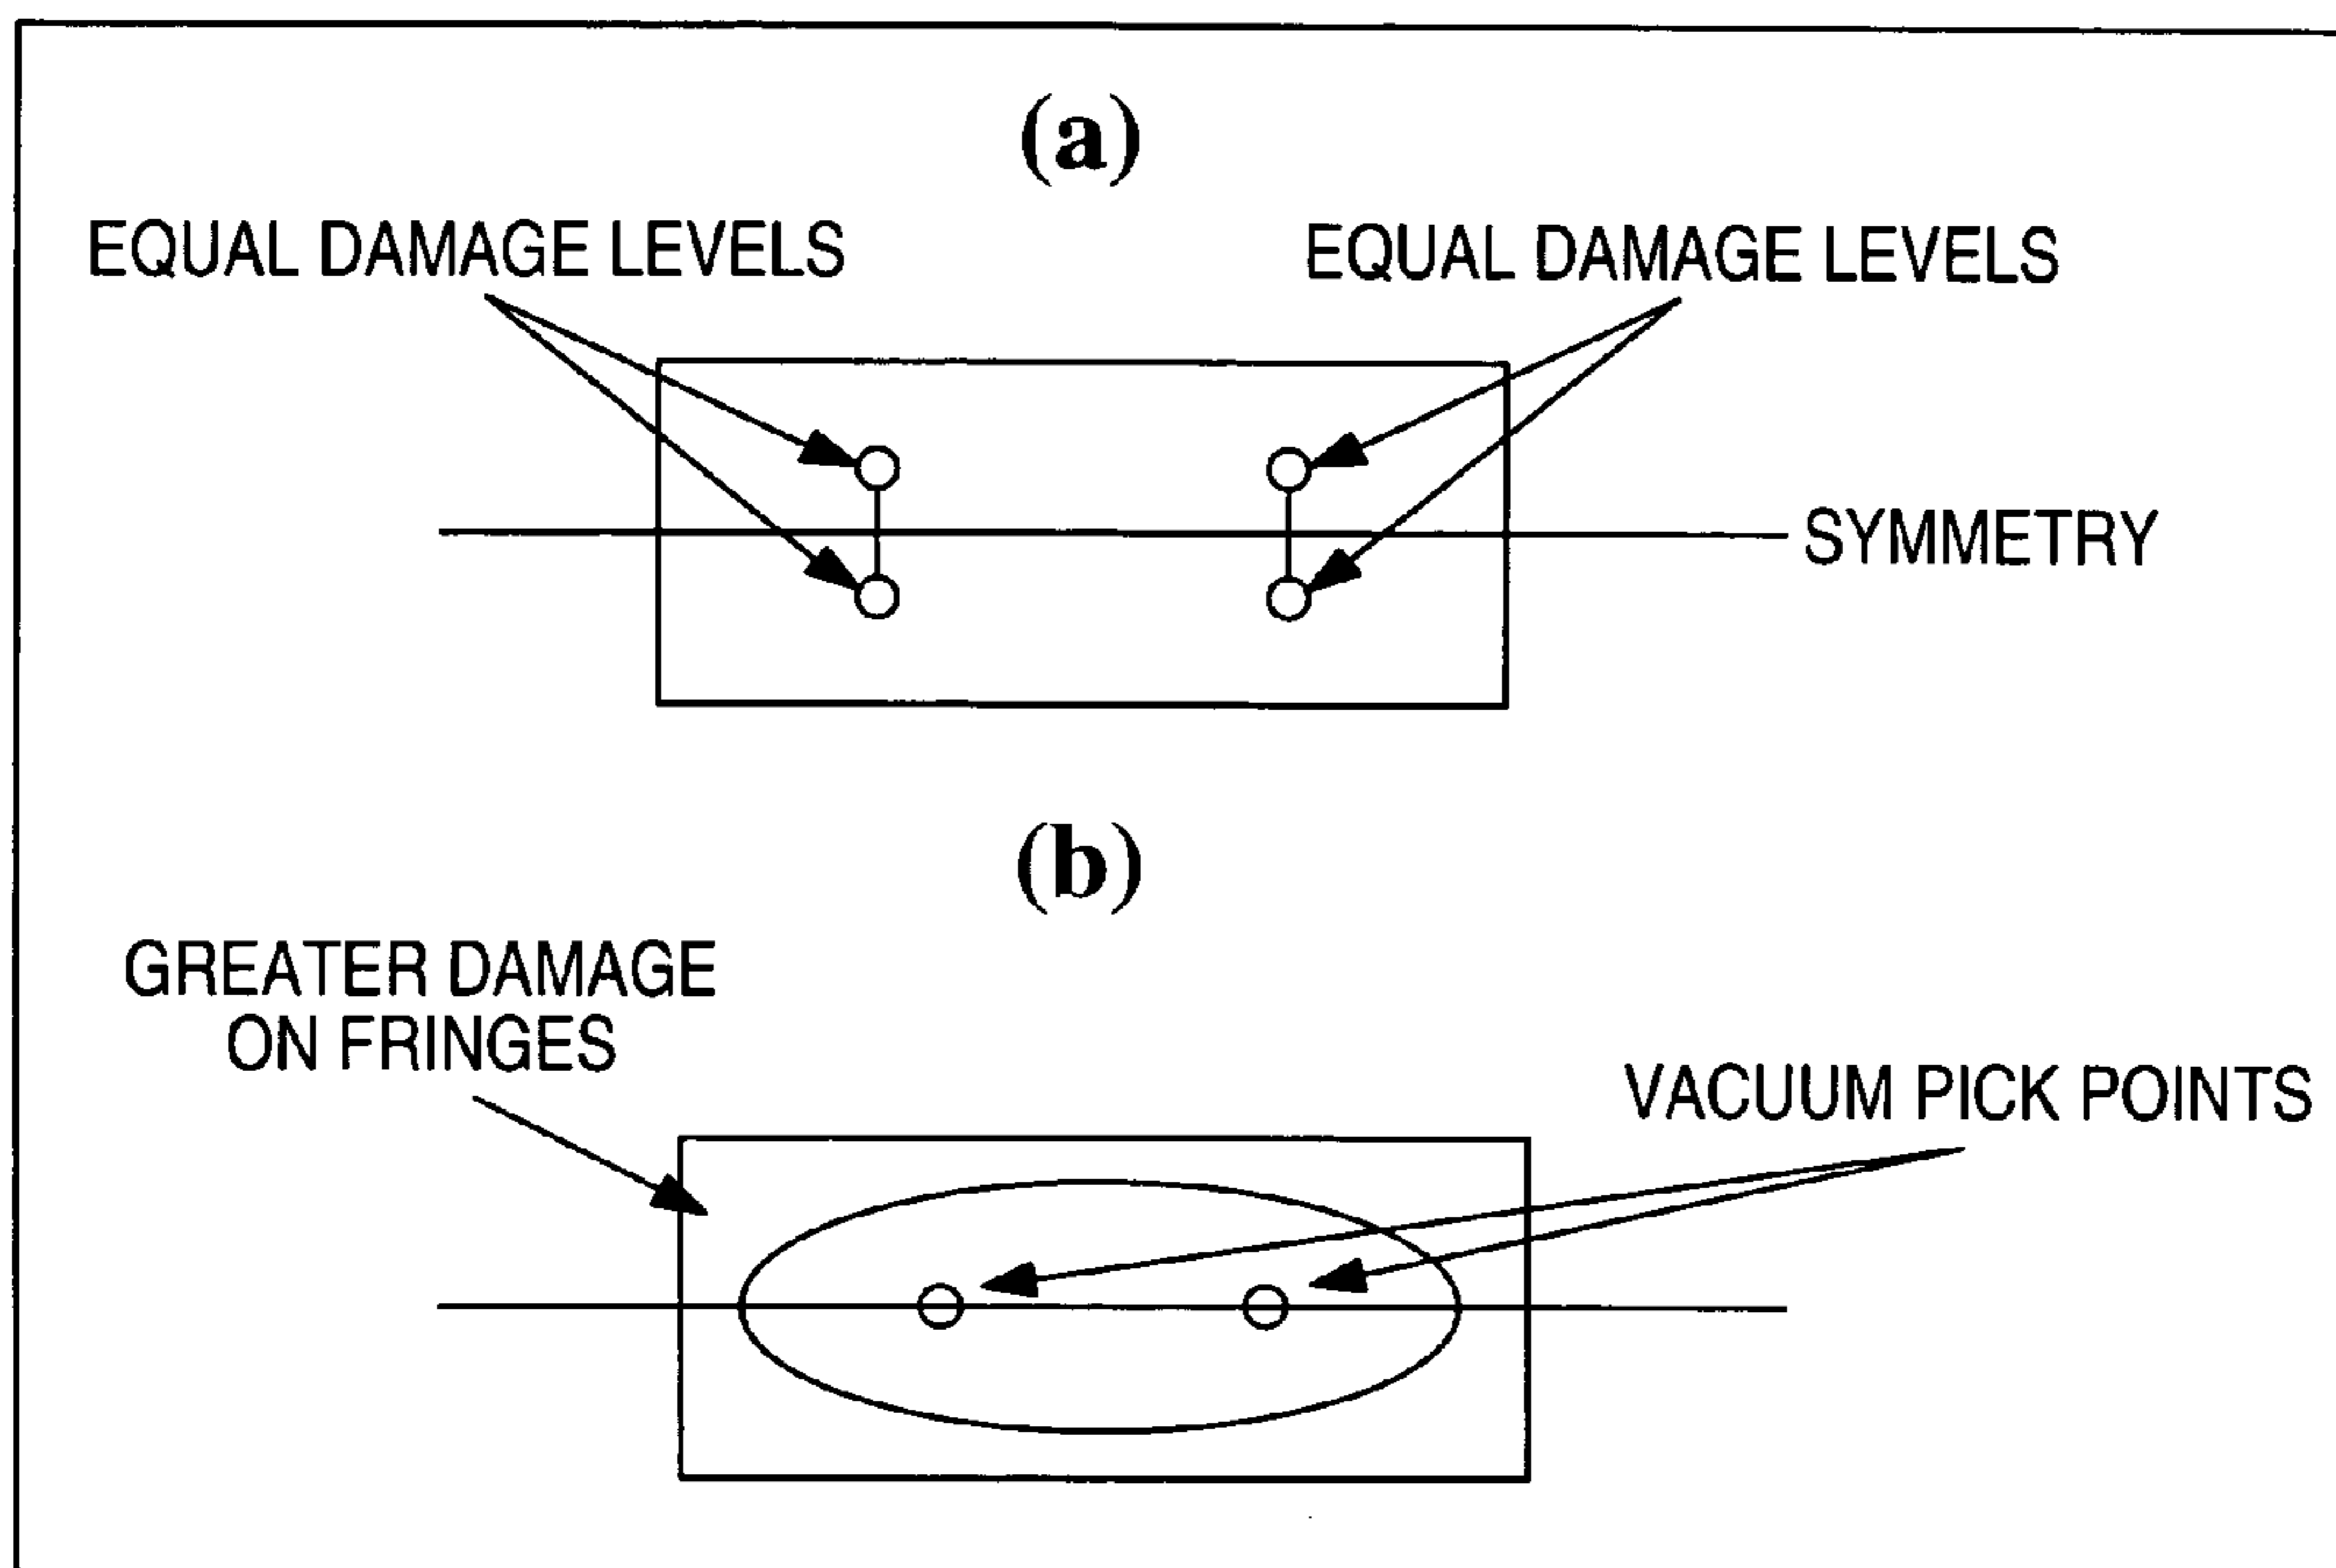 (a)
EQUAL DAMAGE LEVELS
EQUAL DAMAGE LEVELS
SYMMETRY
(b)
GREATER DAMAGE
ON FRINGES
VACUUM PICK POINTS